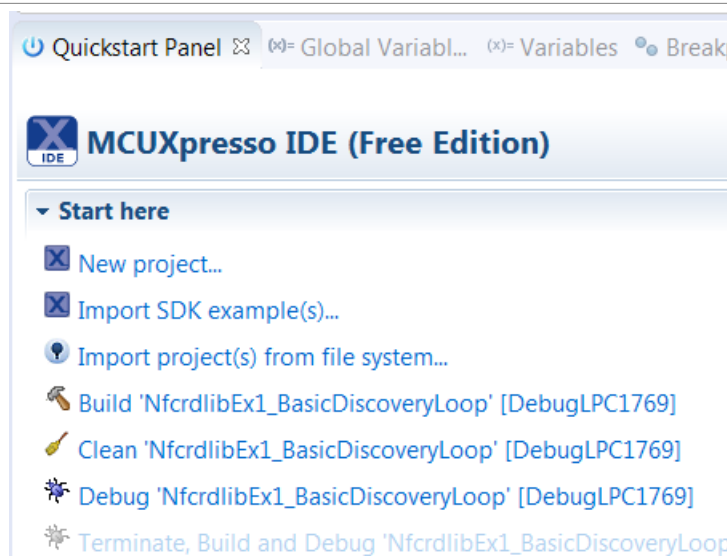 Quickstart Panel (x)= Global Variabl... (x)= Variables Break
IDE MCUXpresso IDE (Free Edition)
Start here
New project...
Import SDK example(s)...
Import project(s) from file system...
Build 'NfcrdlibEx1_BasicDiscoveryLoop' [DebugLPC1769]
Clean 'NfcrdlibEx1_BasicDiscoveryLoop' [DebugLPC1769]
Debug 'NfcrdlibEx1_BasicDiscoveryLoop' [DebugLPC1769]
Terminate, Build and Debug 'NfcrdlibEx1_BasicDiscoveryLoop